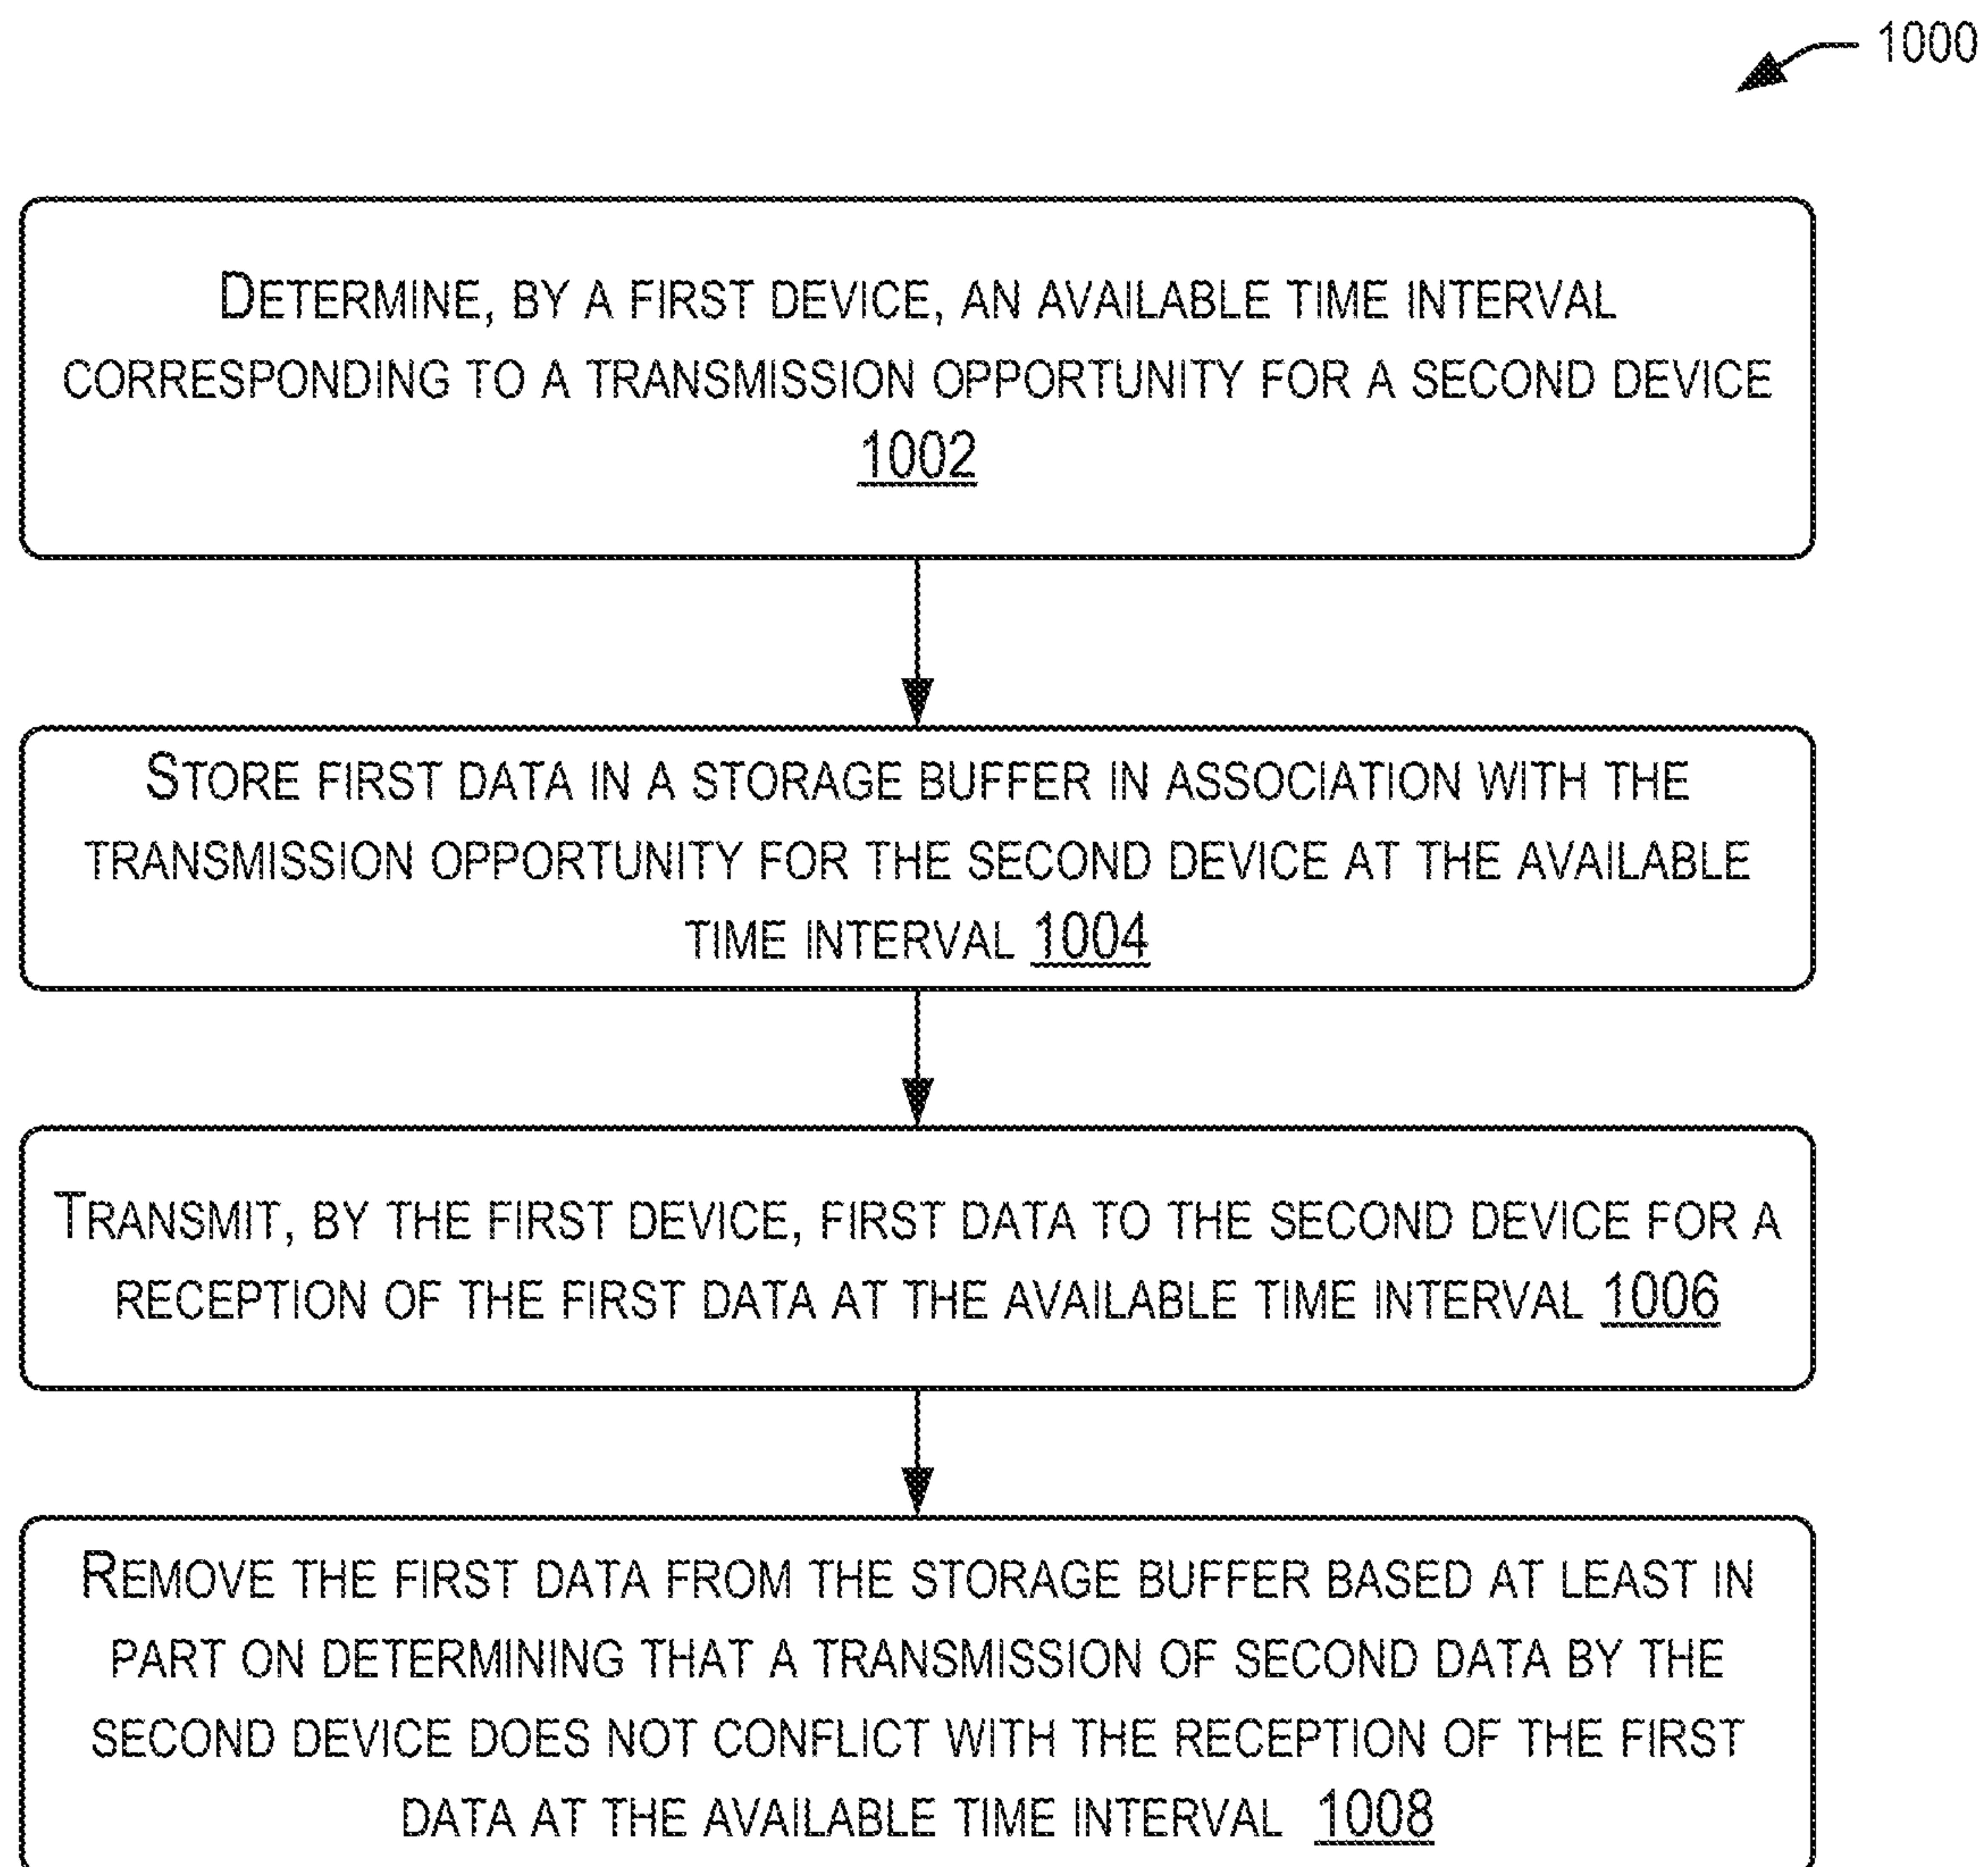 1000
DETERMINE, BY A FIRST DEVICE, AN AVAILABLE TIME INTERVAL
CORRESPONDING TO A TRANSMISSION OPPORTUNITY FOR A SECOND DEVICE
1002
STORE FIRST DATA IN A STORAGE BUFFER IN ASSOCIATION WITH THE
TRANSMISSION OPPORTUNITY FOR THE SECOND DEVICE AT THE AVAILABLE
TIME INTERVAL 1004
TRANSMIT, BY THE FIRST DEVICE, FIRST DATA TO THE SECOND DEVICE FOR A
RECEPTION OF THE FIRST DATA AT THE AVAILABLE TIME INTERVAL 1006
REMOVE THE FIRST DATA FROM THE STORAGE BUFFER BASED AT LEAST IN
PART ON DETERMINING THAT A TRANSMISSION OF SECOND DATA BY THE
SECOND DEVICE DOES NOT CONFLICT WITH THE RECEPTION OF THE FIRST
DATA AT THE AVAILABLE TIME INTERVAL 1008